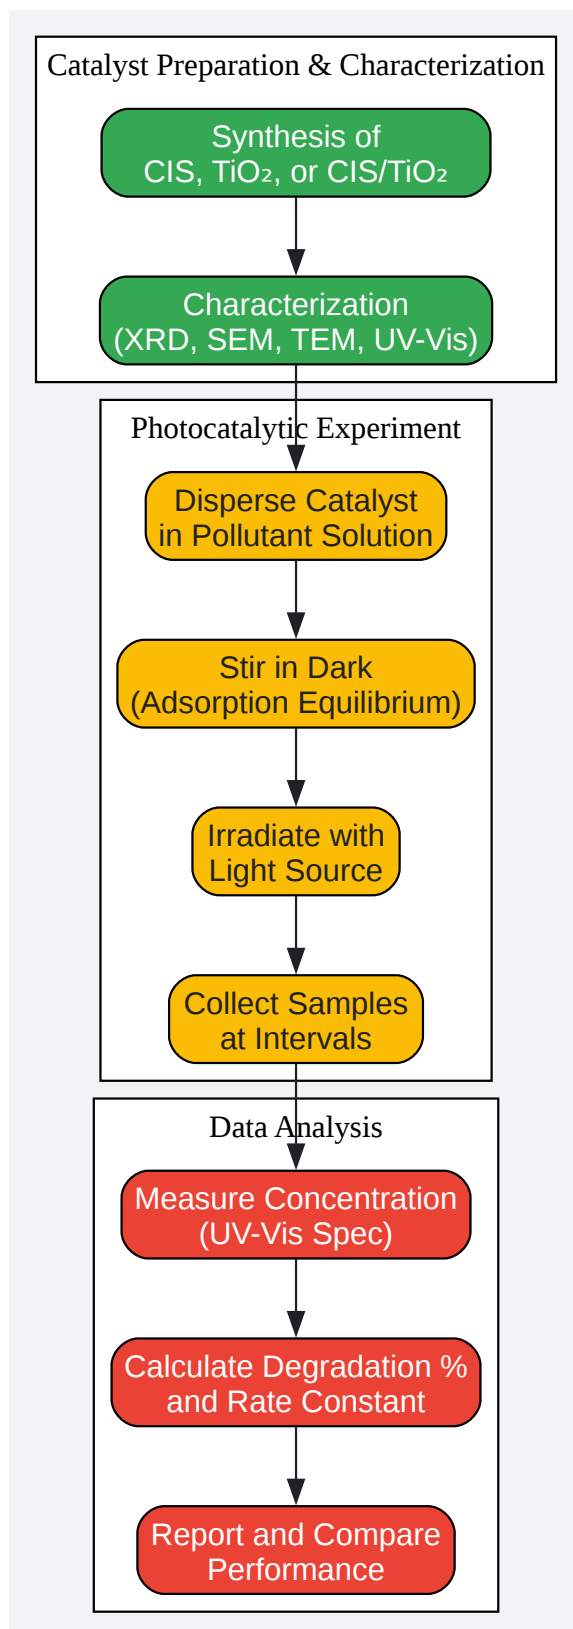 Catalyst Preparation & Characterization
Synthesis of
CIS, TiO₂, or CIS/TiO₂
Characterization
(XRD, SEM, TEM, UV-Vis)
Photocatalytic Experiment
Disperse Catalyst
in Pollutant Solution
Stir in Dark
(Adsorption Equilibrium)
Irradiate with
Light Source
Collect Samples
at Intervals
Data Analysis
Measure Concentration
(UV-Vis Spec)
Calculate Degradation %
and Rate Constant
Report and Compare
Performance